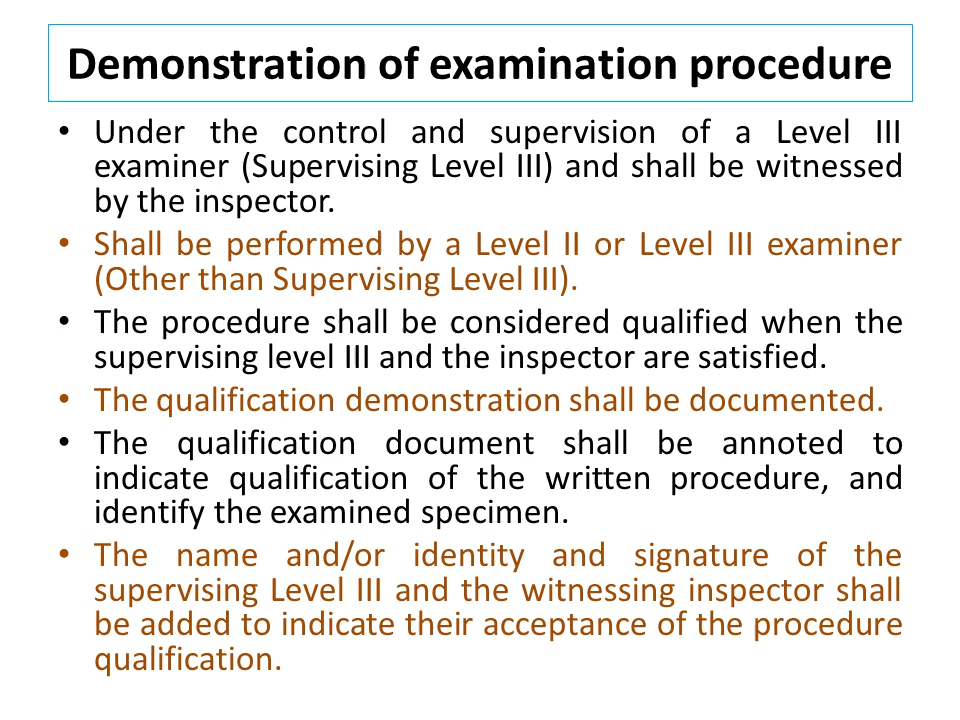 Demonstration of examination procedure
• Under the control and supervision of a Level III
examiner (Supervising Level III) and shall be witnessed
by the inspector.
• Shall be performed by a Level II or Level III examiner
(Other than Supervising Level III).
• The procedure shall be considered qualified when the
supervising level III and the inspector are satisfied.
• The qualification demonstration shall be documented.
• The qualification document shall be annoted to
indicate qualification of the written procedure, and
identify the examined specimen.
• The name and/or identity and signature of the
supervising Level III and the witnessing inspector shall
be added to indicate their acceptance of the procedure
qualification.